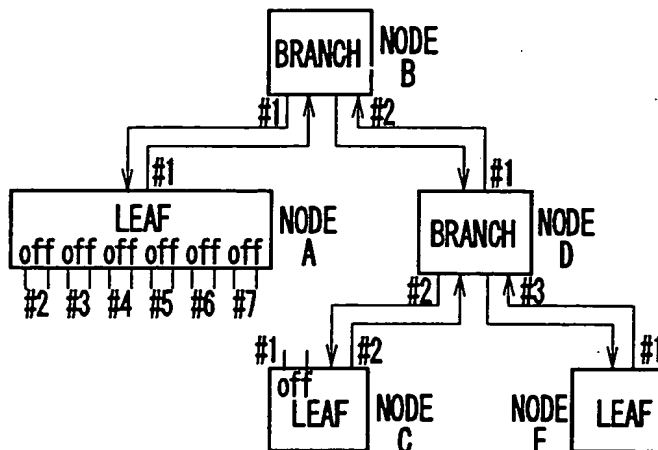 BRANCH NODE
B
#1 #2
#1 #1
LEAF NODE
A
off off off off off off
#2 #3 #4 #5 #6 #7
BRANCH NODE
D
#2 #3
#1 #2 #1
off
LEAF NODE
C
NODE LEAF